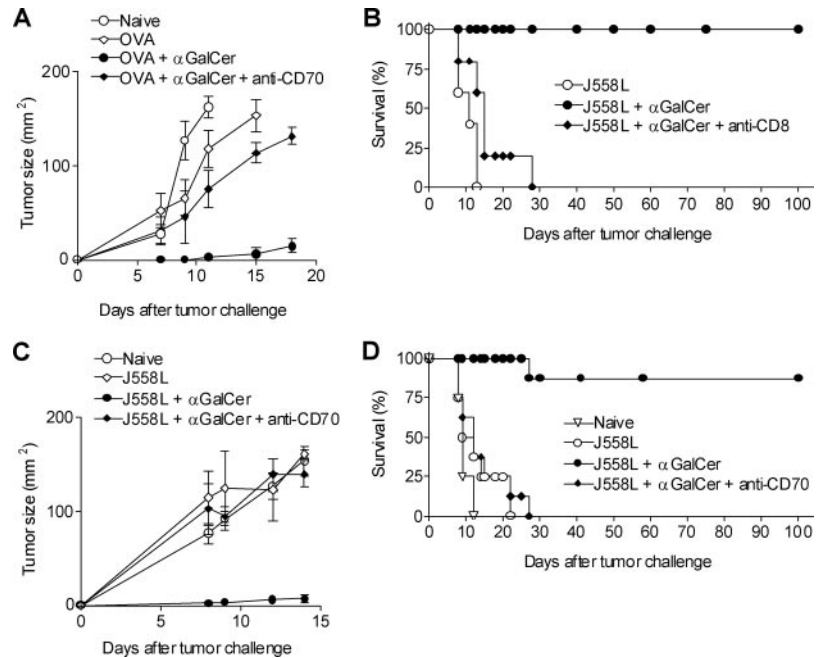 A
Naive
OVA
OVA + αGalCer
OVA + αGalCer + anti-CD70
200
100
0
Tumor size (mm²)
0 5 10 15 20
Days after tumor challenge
B
100
75
50
25
0
Survival (%)
J558L
J558L + αGalCer
J558L + αGalCer + anti-CD8
0 10 20 30 40 50 60 70 80 90 100
Days after tumor challenge
C
Naive
J558L
J558L + αGalCer
J558L + αGalCer + anti-CD70
200
100
0
Tumor size (mm²)
0 5 10 15
Days after tumor challenge
D
100
75
50
25
0
Survival (%)
Naive
J558L
J558L + αGalCer
J558L + αGalCer + anti-CD70
0 10 20 30 40 50 60 70 80 90 100
Days after tumor challenge